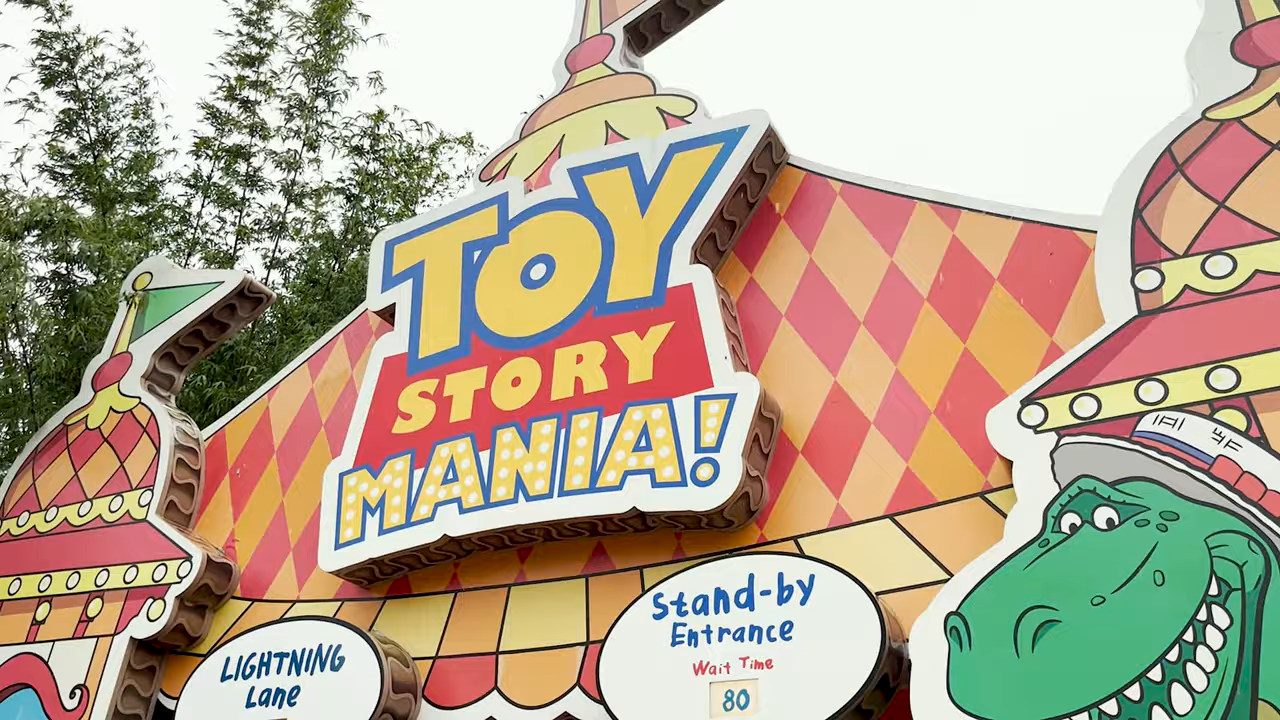 TOY
STORY
MANIA!
LIGHTNING
Lane
Stand-by
Entrance
Wait Time
80